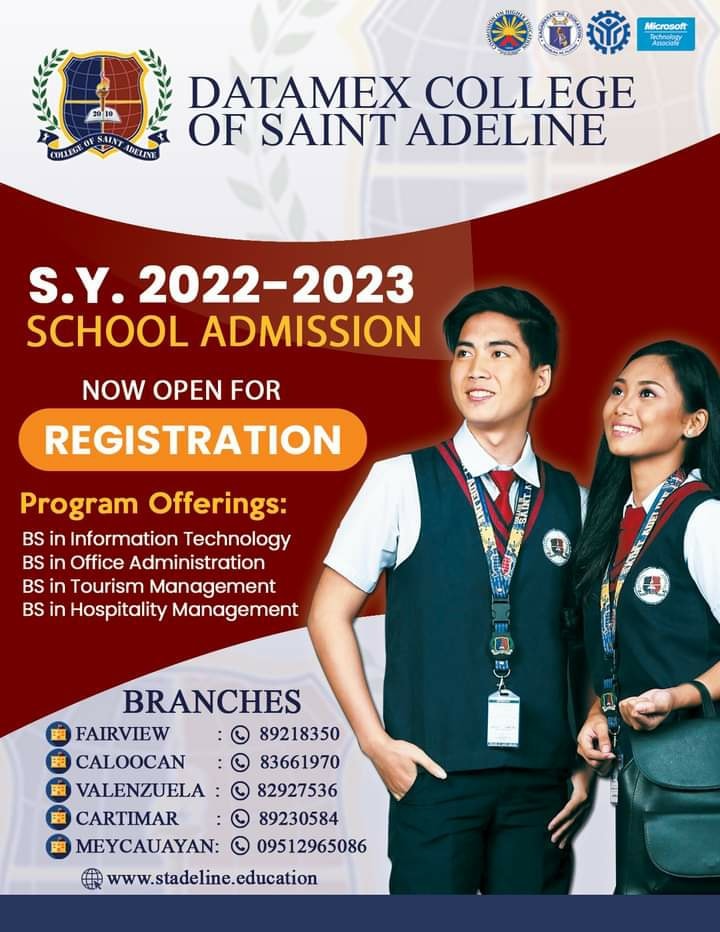 Microsoft
Technology
Associate
DATAMEX COLLEGE
OF SAINT ADELINE
2010
COLLEGE OF SAINT ADELINE
S.Y. 2022-2023
SCHOOL ADMISSION
NOW OPEN FOR
REGISTRATION
Program Offerings:
BS in Information Technology
BS in Office Administration
BS in Tourism Management
BS in Hospitality Management
BRANCHES
FAIRVIEW : 89218350
CALOOCAN : 83661970
VALENZUELA : 82927536
CARTIMAR : 89230584
MEYCAUAYAN: 09512965086
www.stadeline.education